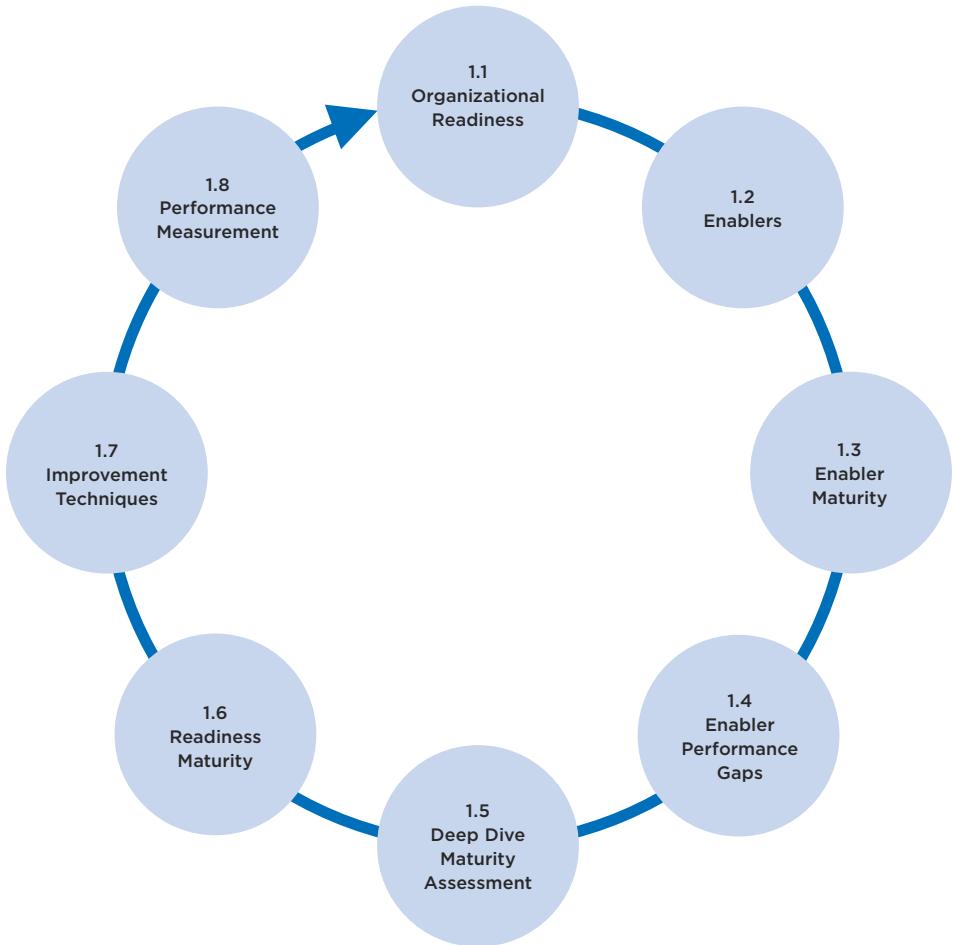 1.1
Organizational
Readiness
1.2
Enablers
1.3
Enabler
Maturity
1.4
Enabler
Performance
Gaps
1.5
Deep Dive
Maturity
Assessment
1.6
Readiness
Maturity
1.7
Improvement
Techniques
1.8
Performance
Measurement